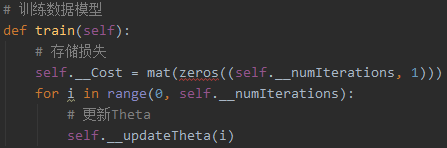 # 训练数据模型
def train(self):
    # 存储损失
    self.__Cost = mat(zeros((self.__numIterations, 1)))
    for i in range(0, self.__numIterations):
        # 更新Theta
        self.__updateTheta(i)